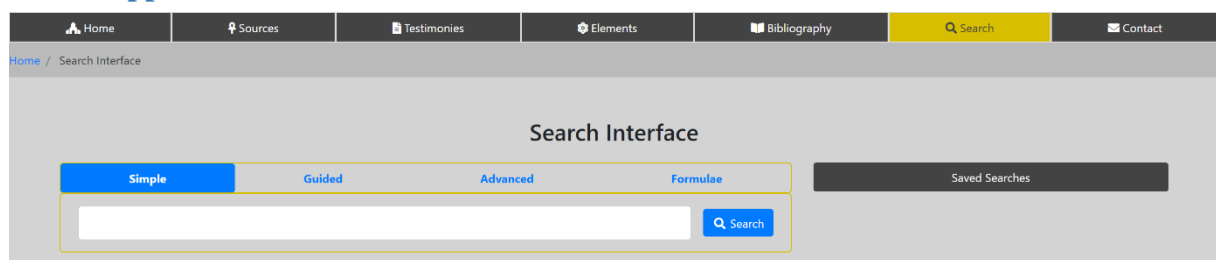 Home Sources Testimonies Elements Bibliography Search Contact
Home / Search Interface
Search Interface
Simple Guided Advanced Formulae Saved Searches
Search